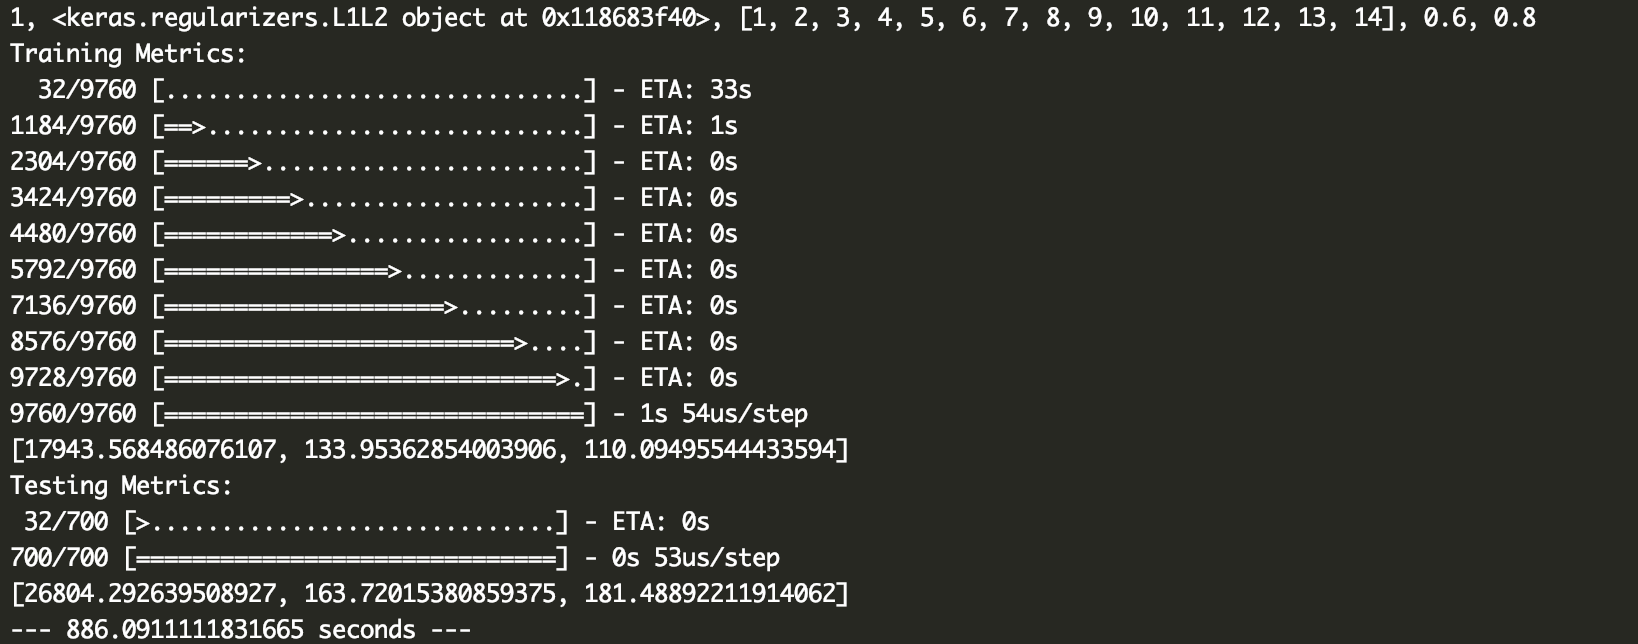 1, <keras.regularizers.L1L2 object at 0x118683f40>, [1, 2, 3, 4, 5, 6, 7, 8, 9, 10, 11, 12, 13, 14], 0.6, 0.8
Training Metrics:
  32/9760 [..............................] - ETA: 33s
1184/9760 [==>...........................] - ETA: 1s
2304/9760 [======>.......................] - ETA: 0s
3424/9760 [=========>....................] - ETA: 0s
4480/9760 [============>.................] - ETA: 0s
5792/9760 [================>.............] - ETA: 0s
7136/9760 [====================>.........] - ETA: 0s
8576/9760 [=========================>....] - ETA: 0s
9728/9760 [============================>.] - ETA: 0s
9760/9760 [==============================] - 1s 54us/step
[17943.568486076107, 133.95362854003906, 110.09495544433594]
Testing Metrics:
 32/700 [>.............................] - ETA: 0s
700/700 [==============================] - 0s 53us/step
[26804.292639508927, 163.72015380859375, 181.48892211914062]
--- 886.0911111831665 seconds ---